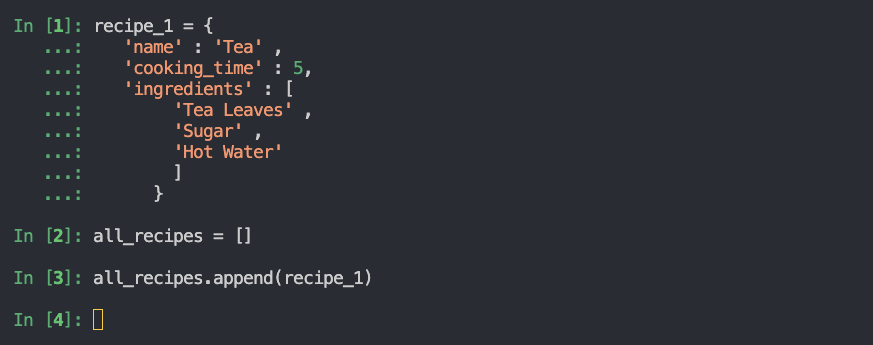 In [1]: recipe_1 = {
   ...:    'name' : 'Tea' ,
   ...:    'cooking_time' : 5,
   ...:    'ingredients' : [
   ...:         'Tea Leaves' ,
   ...:         'Sugar' ,
   ...:         'Hot Water'
   ...:         ]
   ...:       }
In [2]: all_recipes = []
In [3]: all_recipes.append(recipe_1)
In [4]: